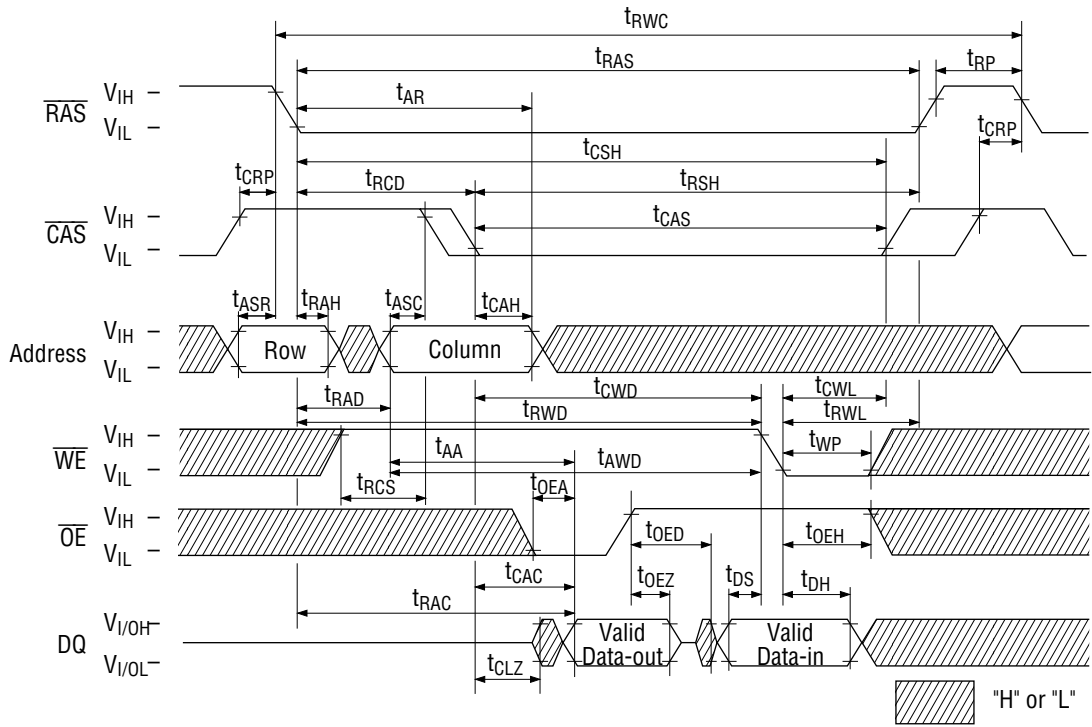 tRWC
tRAS
tRP
tAR
RAS
VIH
VIL
tCRP
tCSH
tCRP
tRCD
tRSH
CAS
VIH
VIL
tCAS
tASR
tRAH
tASC
tCAH
Address
VIH
VIL
Row
Column
tRAD
tCWD
tCWL
tRWD
tRWL
WE
VIH
VIL
tAA
tWP
tAWD
tRCS
tOEA
OE
VIH
VIL
tOED
tOEH
tCAC
tOEZ
tDS
tDH
tRAC
DQ
VI/OH
VI/OL
Valid
Data-out
Valid
Data-in
tCLZ
"H" or "L"